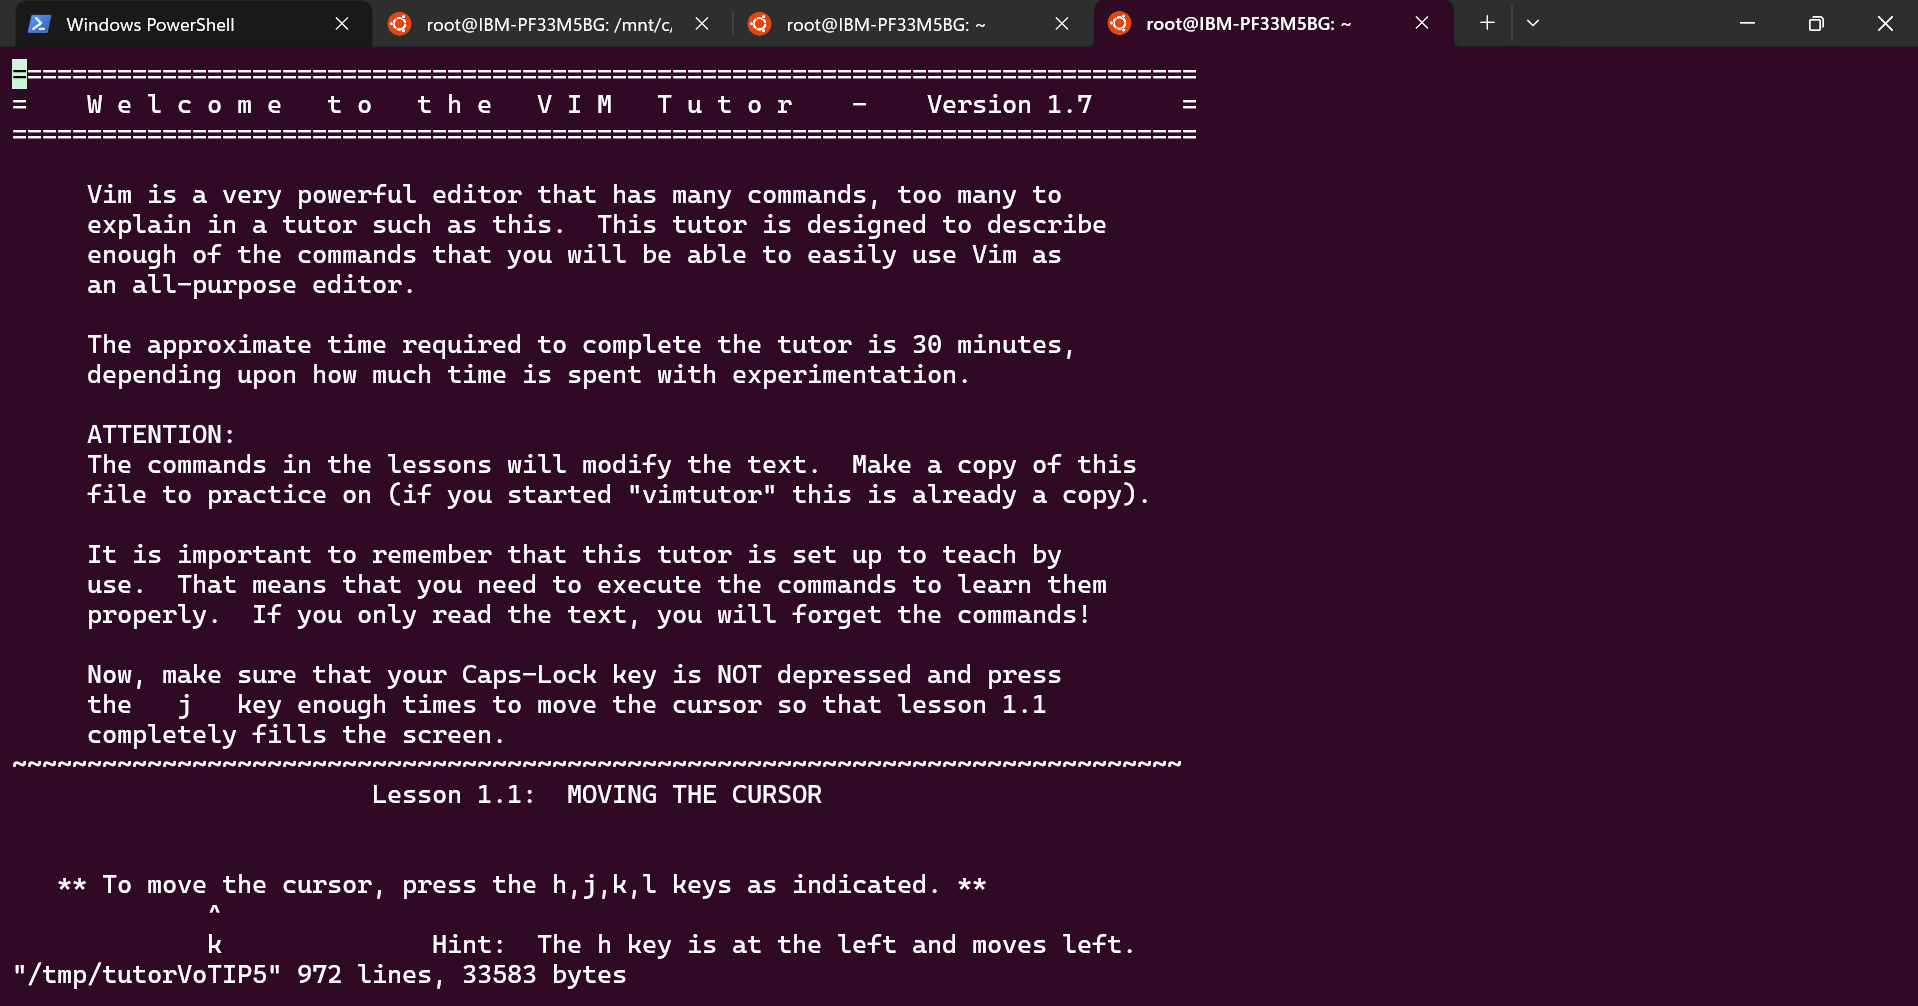 Windows PowerShell
root@IBM-PF33M5BG: /mnt/c,
root@IBM-PF33M5BG: ~
root@IBM-PF33M5BG: ~
===============================================================================
=    W e l c o m e   t o   t h e   V I M   T u t o r    -    Version 1.7      =
===============================================================================
     Vim is a very powerful editor that has many commands, too many to
     explain in a tutor such as this.  This tutor is designed to describe
     enough of the commands that you will be able to easily use Vim as
     an all-purpose editor.
     The approximate time required to complete the tutor is 30 minutes,
     depending upon how much time is spent with experimentation.
     ATTENTION:
     The commands in the lessons will modify the text.  Make a copy of this
     file to practice on (if you started "vimtutor" this is already a copy).
     It is important to remember that this tutor is set up to teach by
     use.  That means that you need to execute the commands to learn them
     properly.  If you only read the text, you will forget the commands!
     Now, make sure that your Caps-Lock key is NOT depressed and press
     the   j   key enough times to move the cursor so that lesson 1.1
     completely fills the screen.
~~~~~~~~~~~~~~~~~~~~~~~~~~~~~~~~~~~~~~~~~~~~~~~~~~~~~~~~~~~~~~~~~~~~~~~~~~~~~~
                        Lesson 1.1:  MOVING THE CURSOR
   ** To move the cursor, press the h,j,k,l keys as indicated. **
             ^
             k              Hint:  The h key is at the left and moves left.
"/tmp/tutorVoTIP5" 972 lines, 33583 bytes